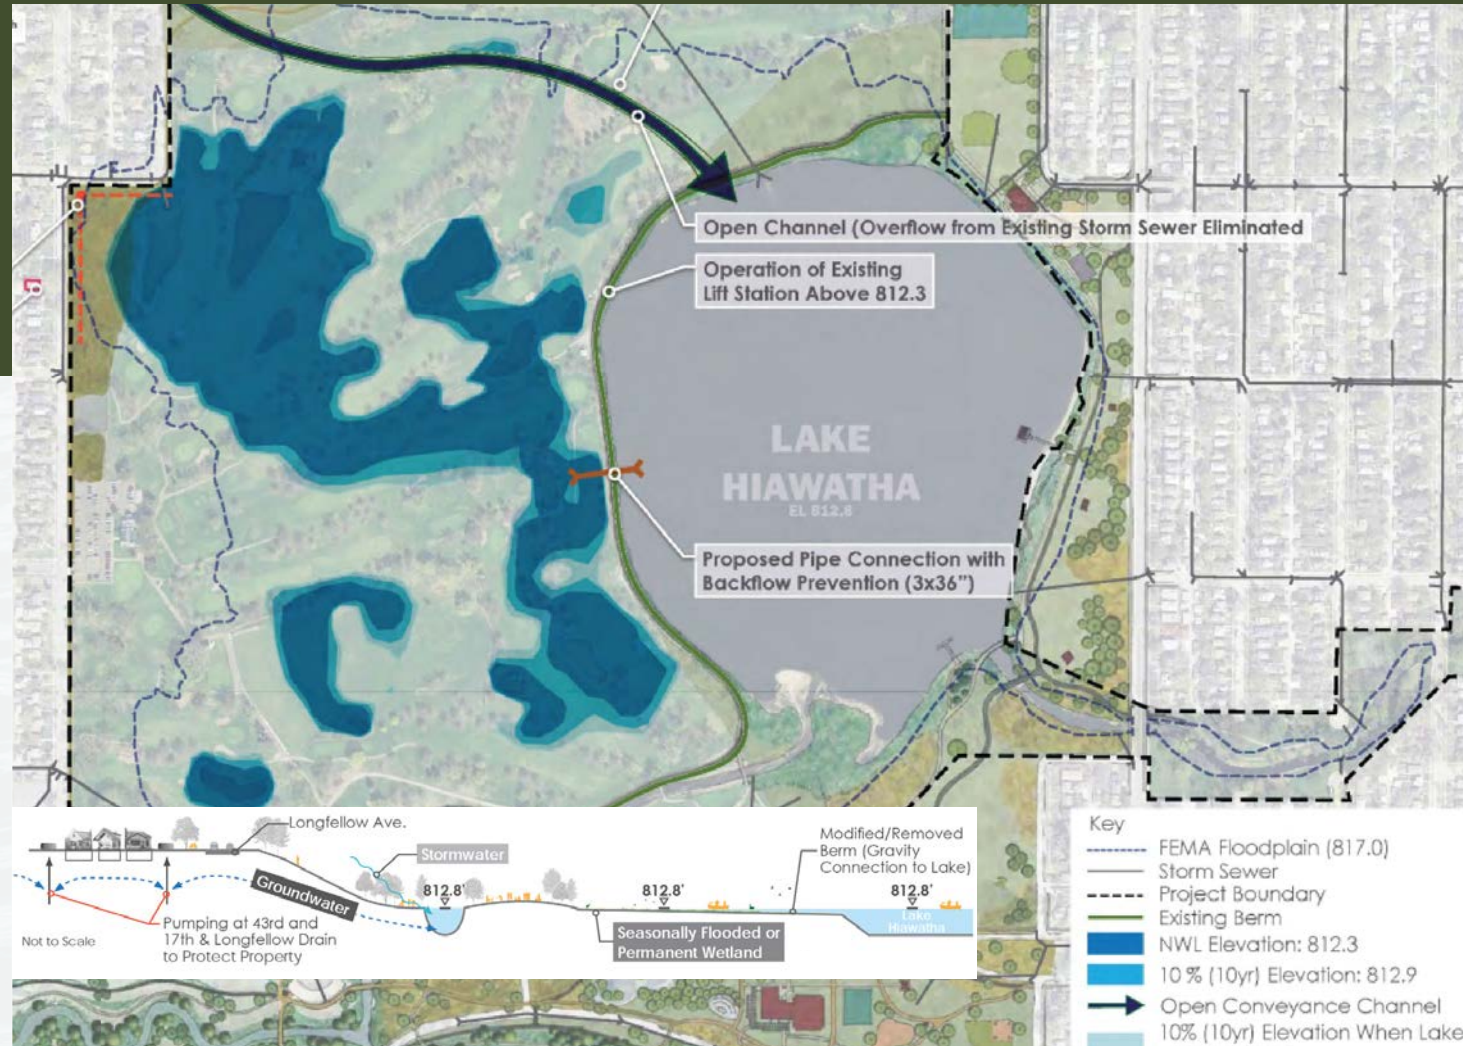 Open Channel (Overflow from Existing Storm Sewer Eliminated
Operation of Existing
Lift Station Above 812.3
LAKE
HIAWATHA
EL 812.8
Proposed Pipe Connection with
Backflow Prevention (3x36”)
Longfellow Ave.
Stormwater
Groundwater
812.8'
812.8'
812.8'
Modified/Removed
Berm (Gravity
Connection to Lake)
Pumping at 43rd and
17th & Longfellow Drain
to Protect Property
Not to Scale
Seasonally Flooded or
Permanent Wetland
Lake
Hiawatha
Key
FEMA Floodplain (817.0)
Storm Sewer
Project Boundary
Existing Berm
NWL Elevation: 812.3
10 % (10yr) Elevation: 812.9
Open Conveyance Channel
10% (10yr) Elevation When Lake